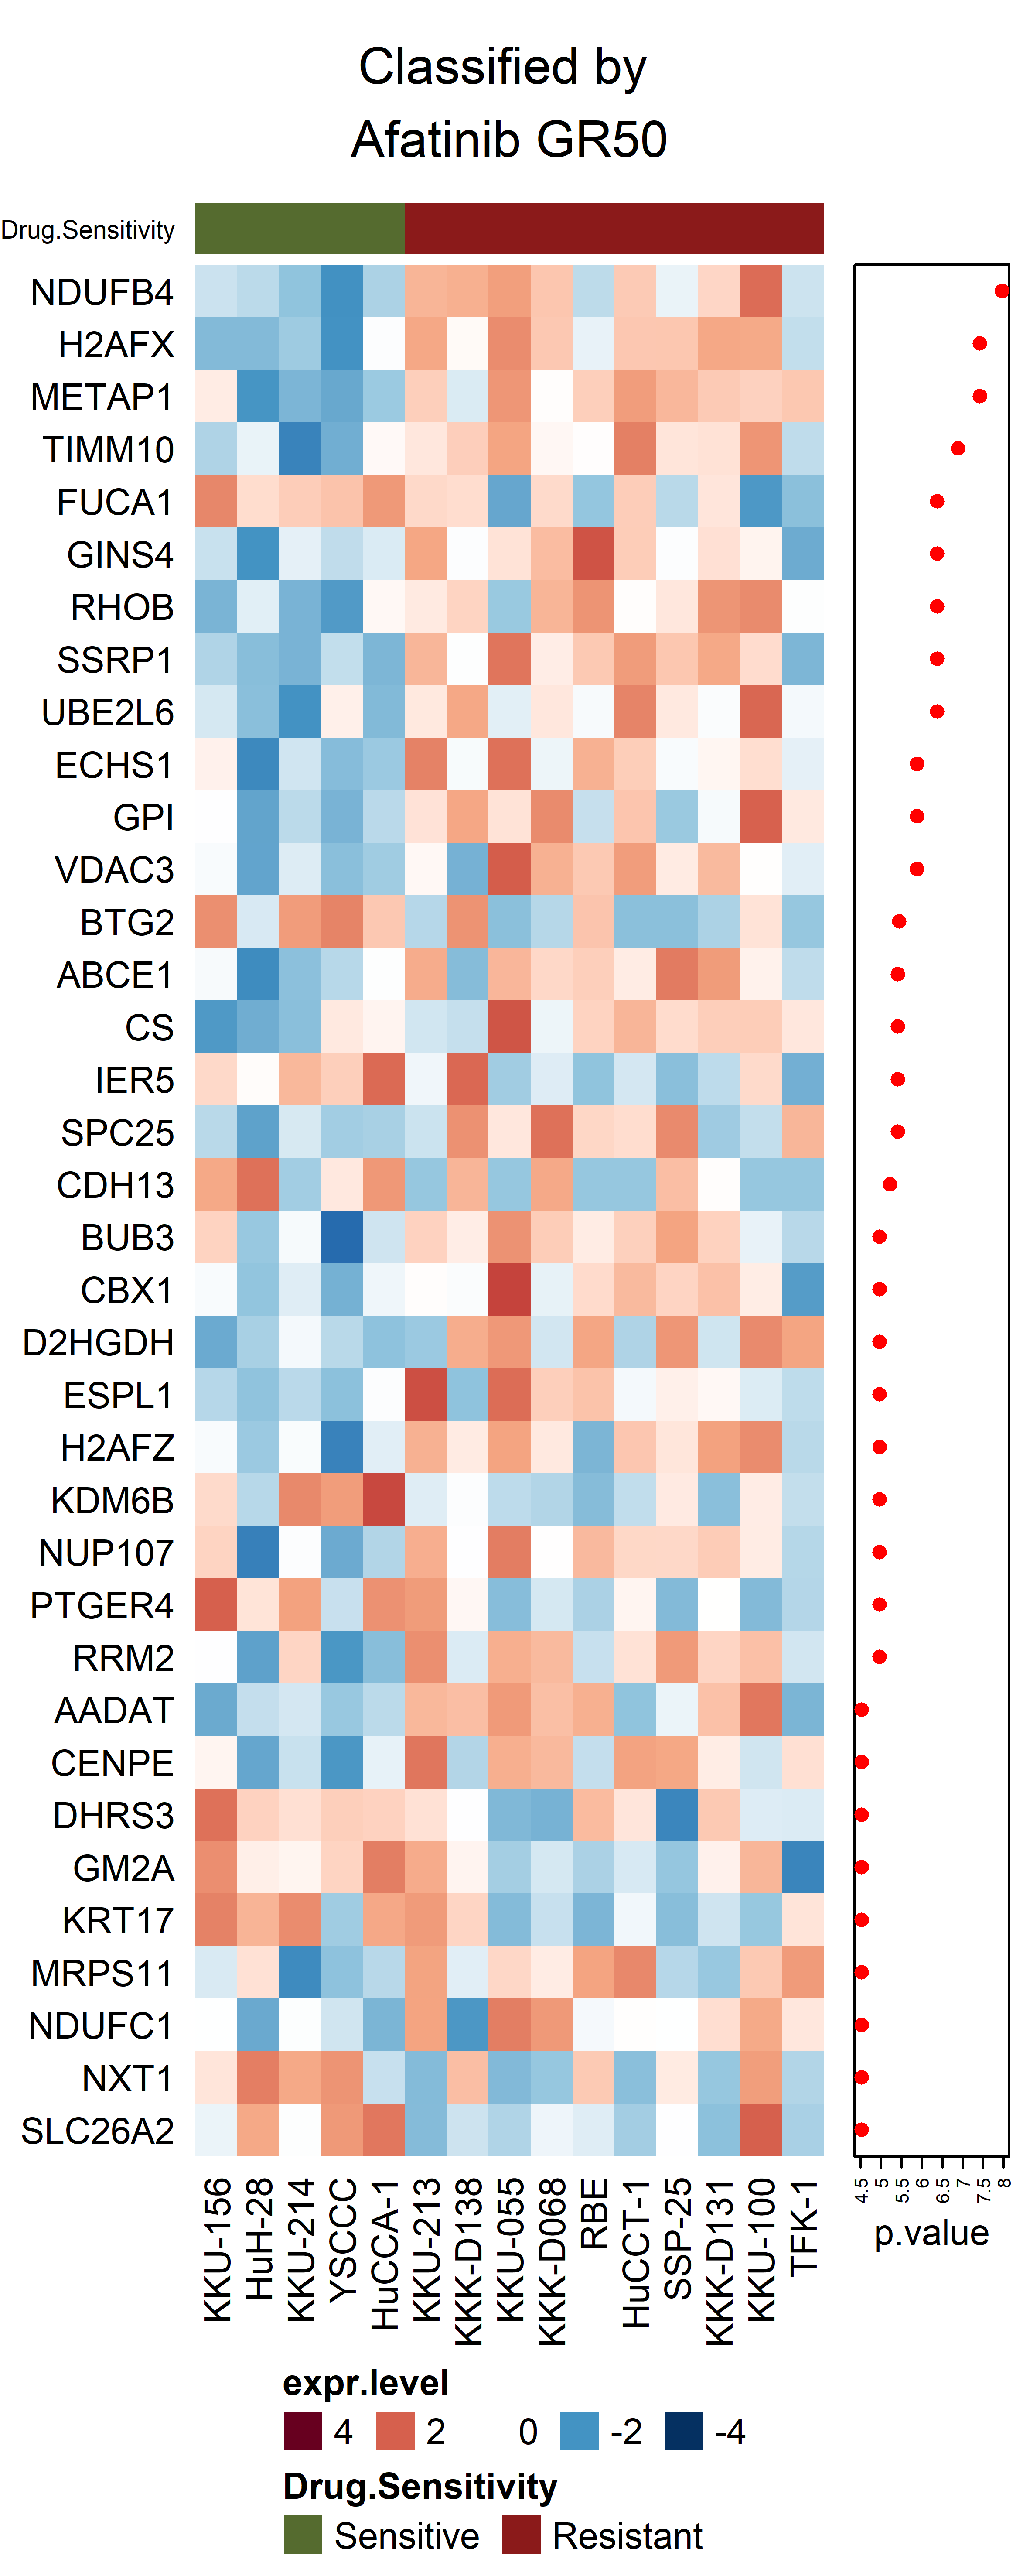 Classified by
Afatinib GR50
Drug.Sensitivity
NDUFB4
H2AFX
METAP1
TIMM10
FUCA1
GINS4
RHOB
SSRP1
UBE2L6
ECHS1
GPI
VDAC3
BTG2
ABCE1
CS
IER5
SPC25
CDH13
BUB3
CBX1
D2HGDH
ESPL1
H2AFZ
KDM6B
NUP107
PTGER4
RRM2
AADAT
CENPE
DHRS3
GM2A
KRT17
MRPS11
NDUFC1
NXT1
SLC26A2
KKU-156
HuH-28
KKU-214
YSCCC
HuCCA-1
KKU-213
KKK-D138
KKU-055
KKK-D068
RBE
HuCCT-1
SSP-25
KKK-D131
KKU-100
TFK-1
4.5
5
5.5
6
6.5
7
7.5
8
p.value
expr.level
4 2 0 -2 -4
Drug.Sensitivity
Sensitive Resistant